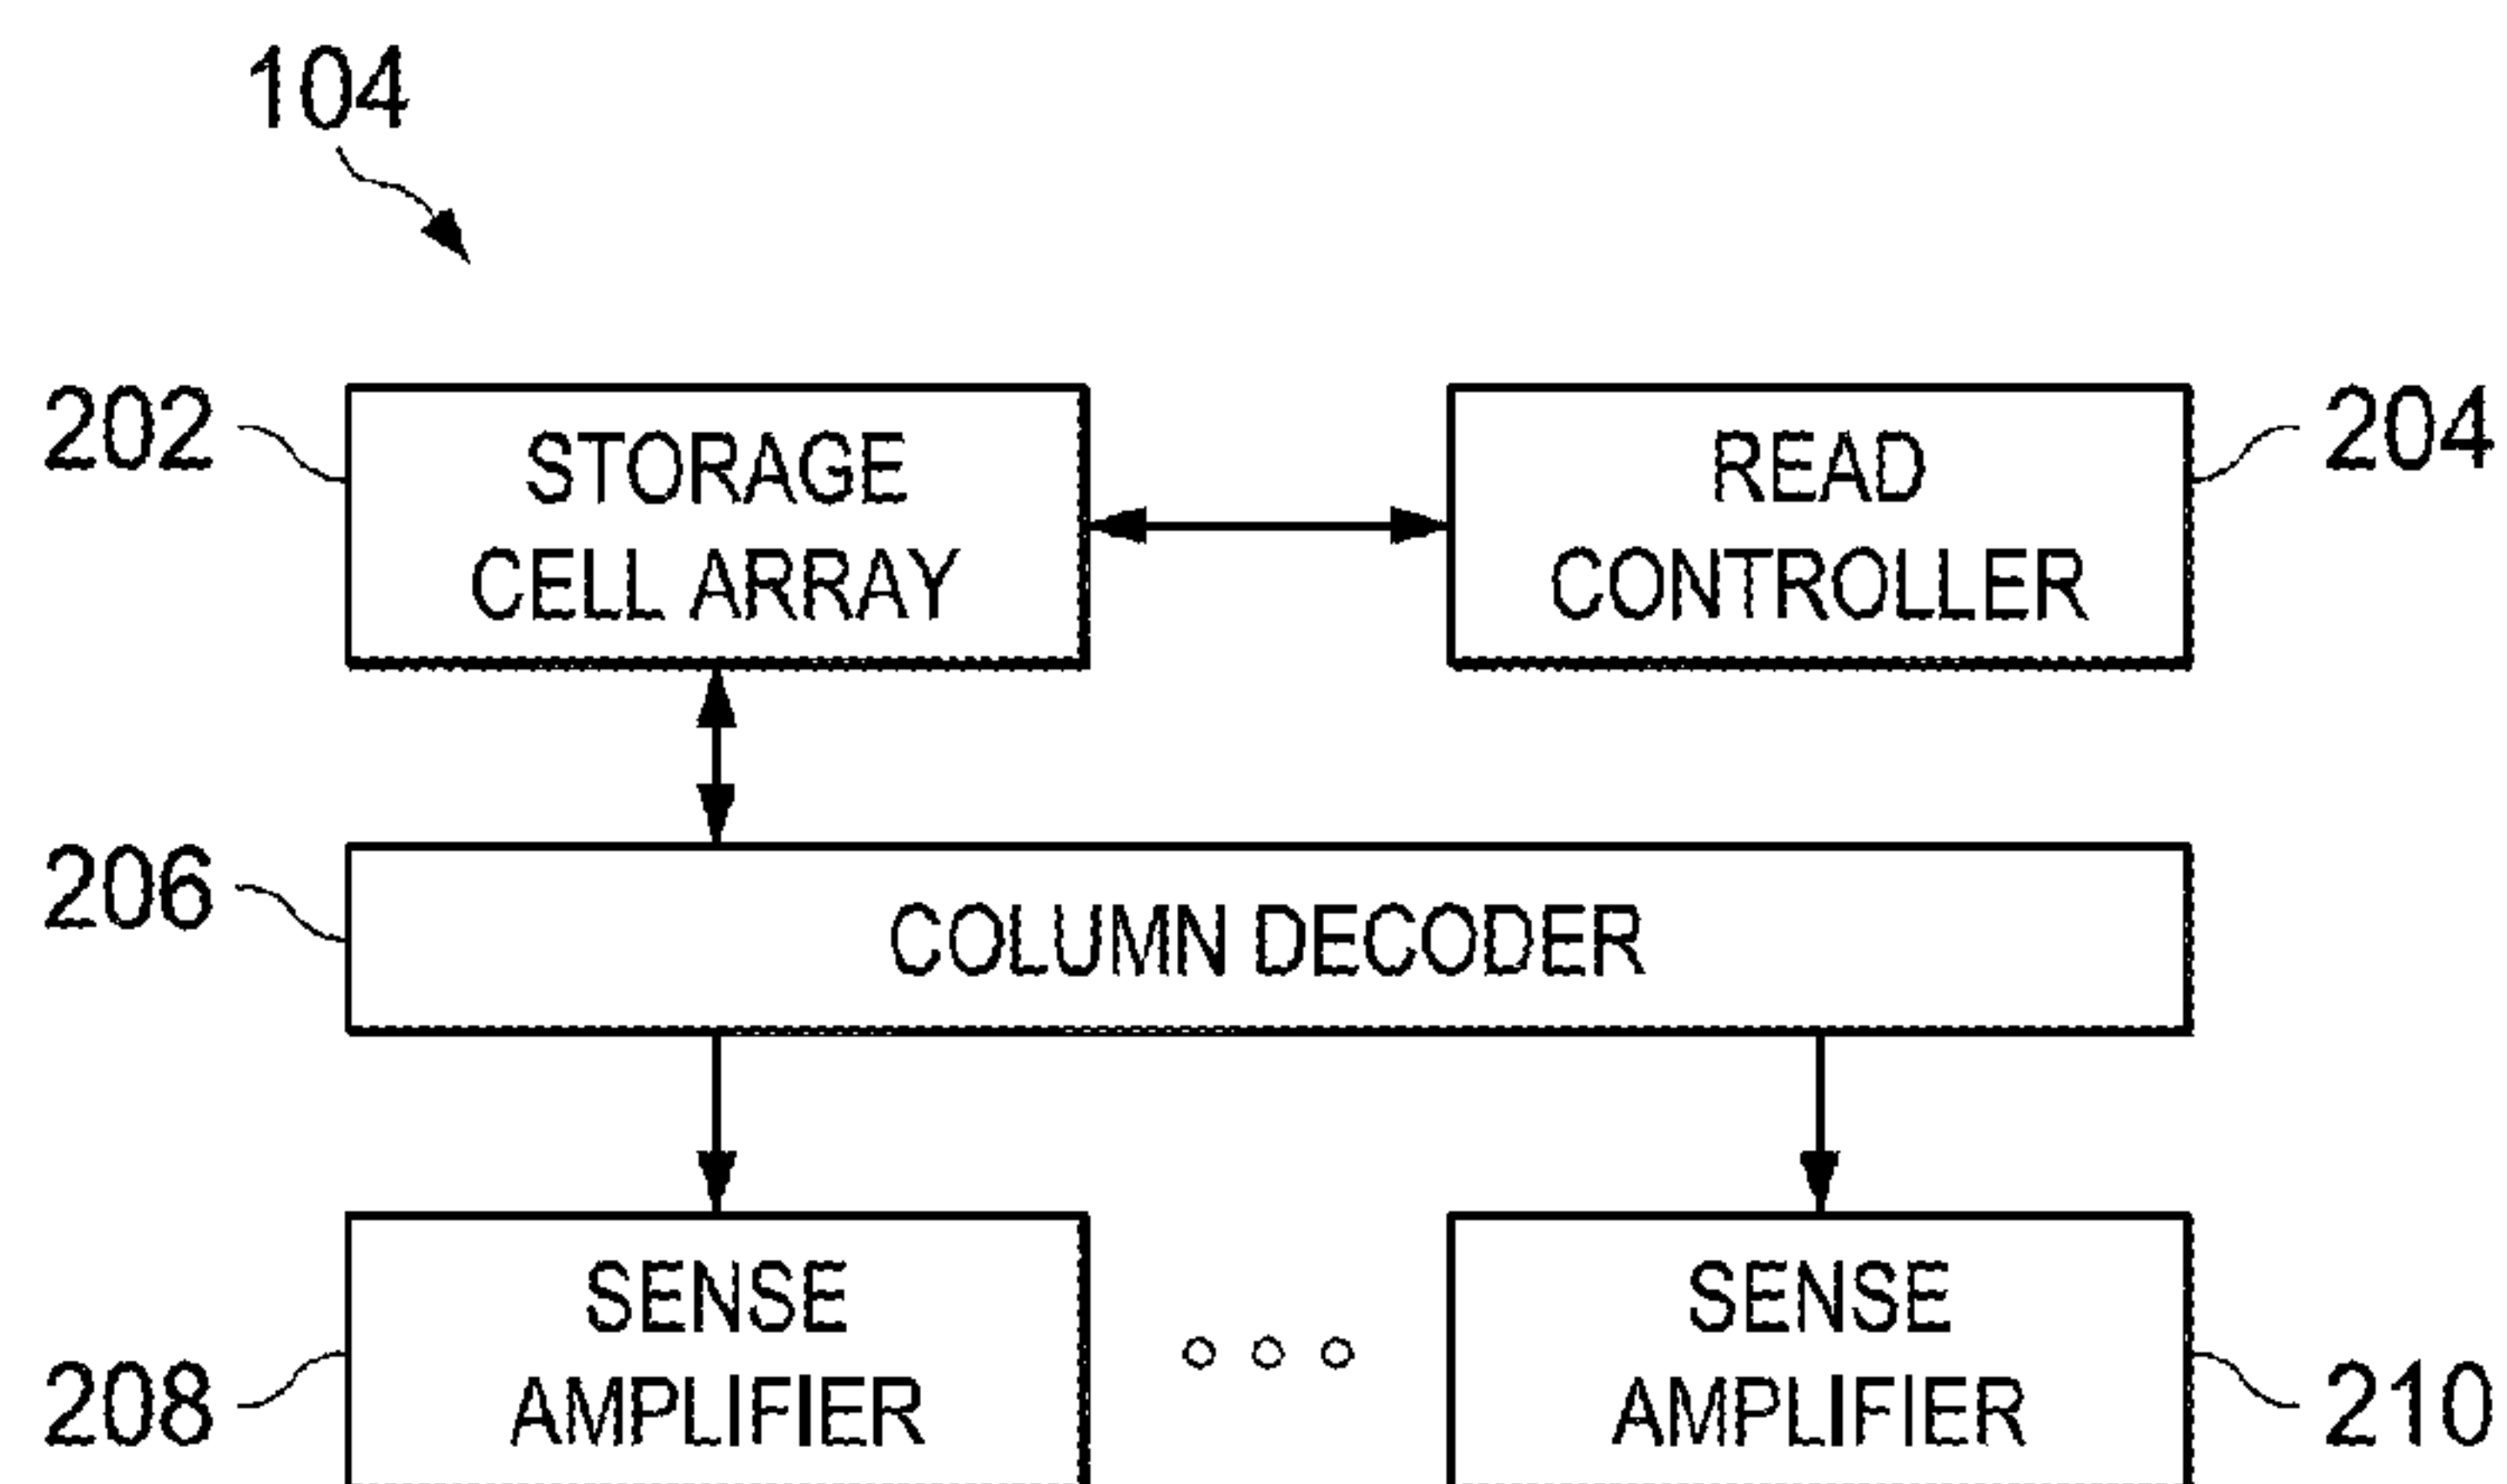 104
202
STORAGE
CELL ARRAY
READ
CONTROLLER
204
206
COLUMN DECODER
208
SENSE
AMPLIFIER
SENSE
AMPLIFIER
210